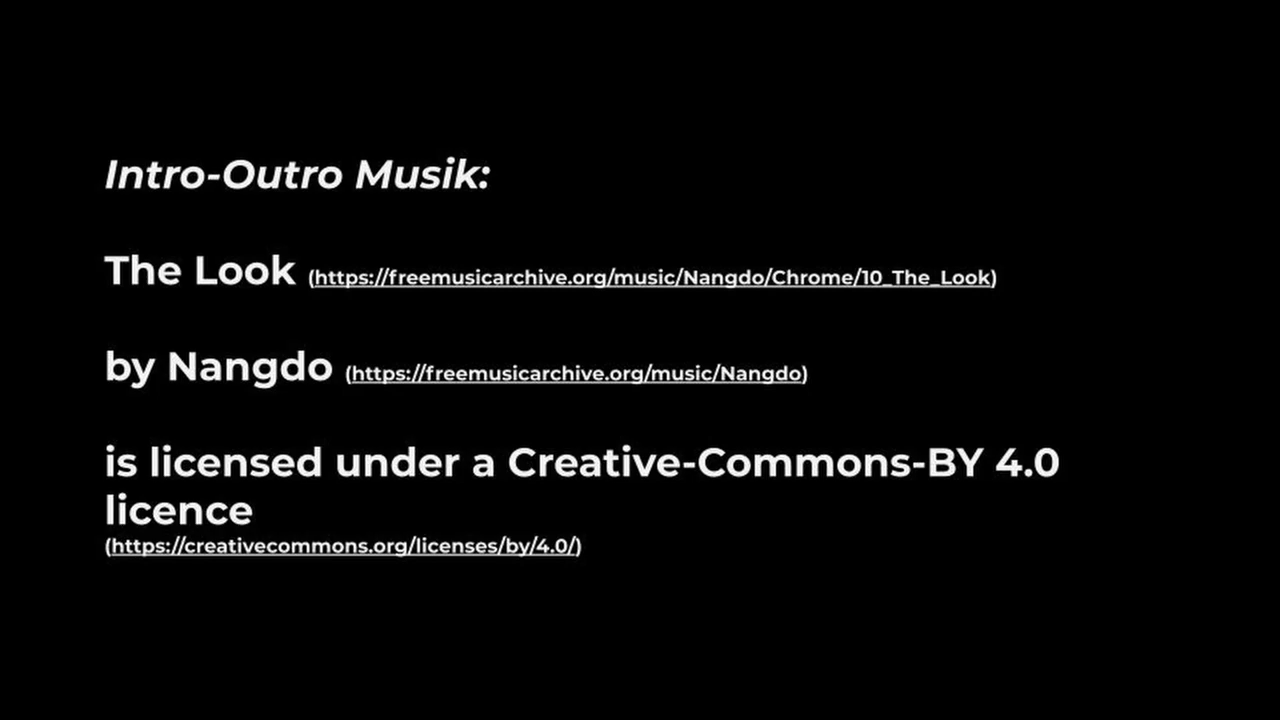 Intro-Outro Musik:
The Look (https://freemusicarchive.org/music/Nangdo/Chrome/10_The_Look)
by Nangdo (https://freemusicarchive.org/music/Nangdo)
is licensed under a Creative-Commons-BY 4.0
licence
(https://creativecommons.org/licenses/by/4.0/)